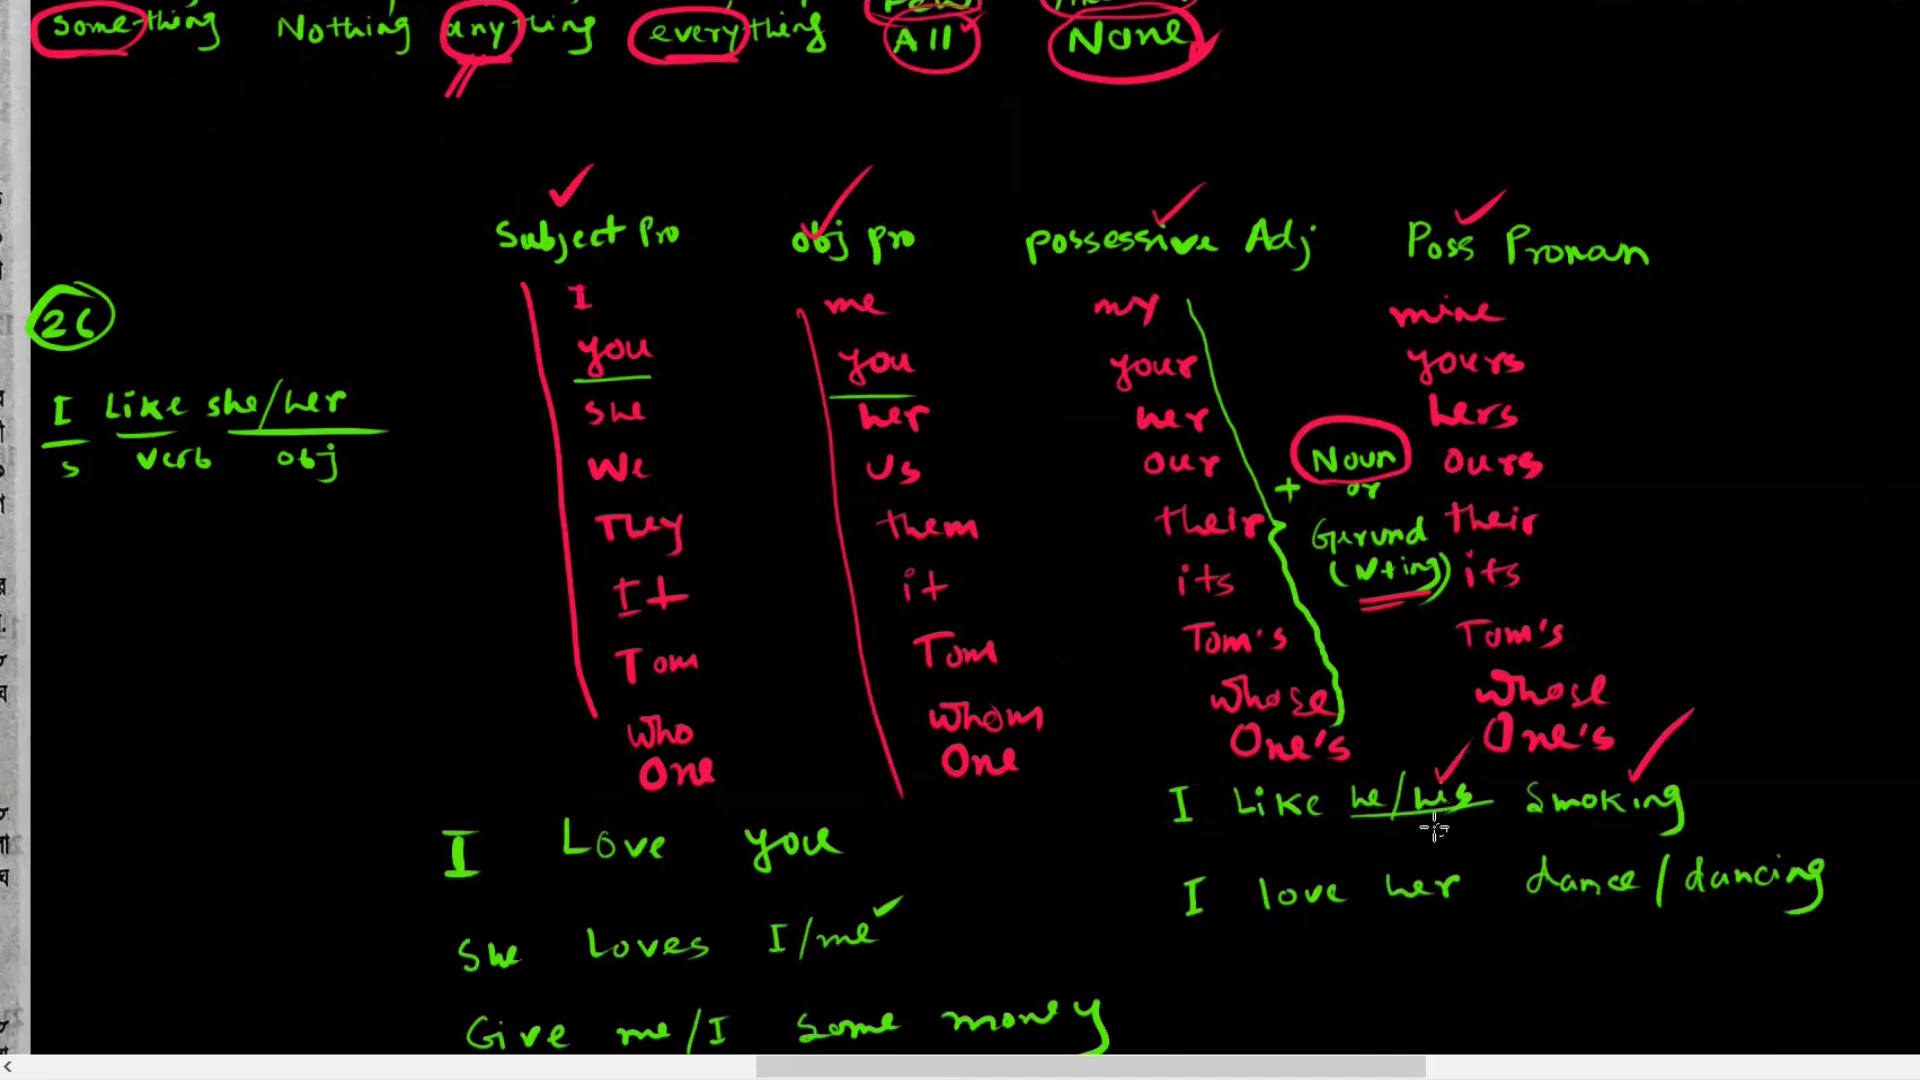 something Nothing anything everything All None
Subject Pro obj pro possessive Adj Poss Pronoun
I me my mine
26
you you your yours
She her her hers
I Like she/her
We us our Noun ours
s verb obj
+ or
They them their Gerund their
It it its (V+ing) its
Tom Tom Tom's Tom's
Who whom Whose Whose
One One One's One's
I Like he/his Smoking
I Love you
I love her dance/dancing
She Loves I/me
Give me/I some money